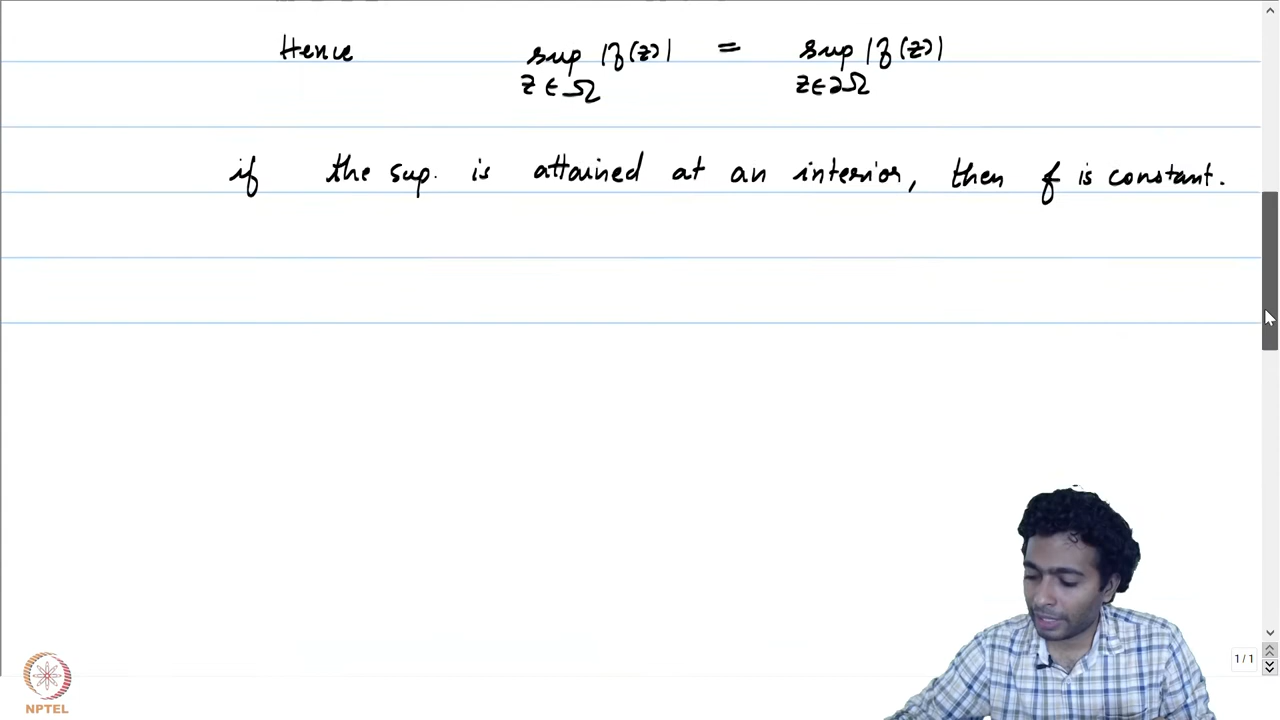 Hence sup |f(z)| = sup |f(z)|
z ∈ Ω z ∈ ∂Ω
if the sup. is attained at an interior, then f is constant.
1/1
NPTEL